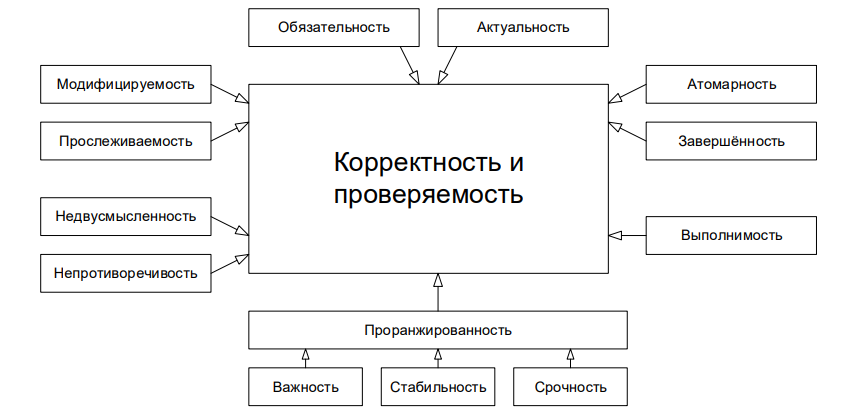 Обязательность
Актуальность
Модифицируемость
Атомарность
Прослеживаемость
Завершённость
Корректность и
проверяемость
Недвусмысленность
Выполнимость
Непротиворечивость
Проранжированность
Важность
Стабильность
Срочность